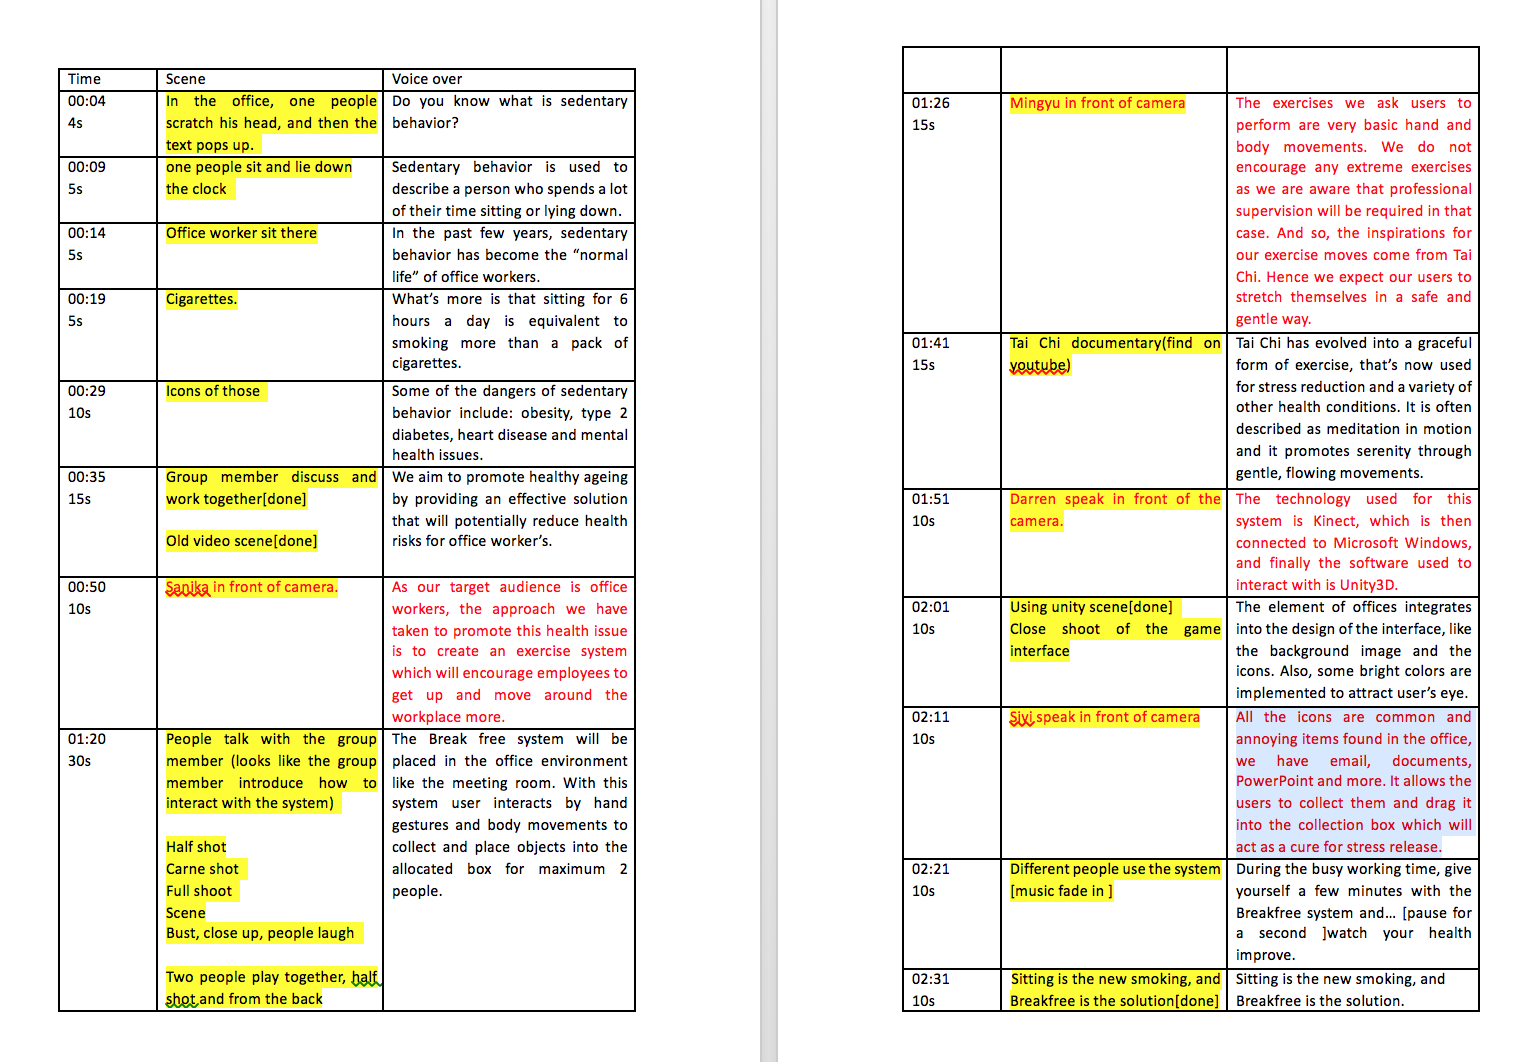 Time Scene Voice over
00:04
4s
In the office, one people
scratch his head, and then the
text pops up.
Do you know what is sedentary
behavior?
00:09
5s
one people sit and lie down
the clock
Sedentary behavior is used to
describe a person who spends a lot
of their time sitting or lying down.
00:14
5s
Office worker sit there
In the past few years, sedentary
behavior has become the “normal
life” of office workers.
00:19
5s
Cigarettes.
What’s more is that sitting for 6
hours a day is equivalent to
smoking more than a pack of
cigarettes.
00:29
10s
Icons of those
Some of the dangers of sedentary
behavior include: obesity, type 2
diabetes, heart disease and mental
health issues.
00:35
15s
Group member discuss and
work together[done]
Old video scene[done]
We aim to promote healthy ageing
by providing an effective solution
that will potentially reduce health
risks for office worker’s.
00:50
10s
Sanika in front of camera.
As our target audience is office
workers, the approach we have
taken to promote this health issue
is to create an exercise system
which will encourage employees to
get up and move around the
workplace more.
01:20
30s
People talk with the group
member (looks like the group
member introduce how to
interact with the system)
Half shot
Carne shot
Full shoot
Scene
Bust, close up, people laugh
Two people play together, half
shot and from the back
The Break free system will be
placed in the office environment
like the meeting room. With this
system user interacts by hand
gestures and body movements to
collect and place objects into the
allocated box for maximum 2
people.
01:26
15s
Mingyu in front of camera
The exercises we ask users to
perform are very basic hand and
body movements. We do not
encourage any extreme exercises
as we are aware that professional
supervision will be required in that
case. And so, the inspirations for
our exercise moves come from Tai
Chi. Hence we expect our users to
stretch themselves in a safe and
gentle way.
01:41
15s
Tai Chi documentary(find on
youtube)
Tai Chi has evolved into a graceful
form of exercise, that’s now used
for stress reduction and a variety of
other health conditions. It is often
described as meditation in motion
and it promotes serenity through
gentle, flowing movements.
01:51
10s
Darren speak in front of the
camera.
The technology used for this
system is Kinect, which is then
connected to Microsoft Windows,
and finally the software used to
interact with is Unity3D.
02:01
10s
Using unity scene[done]
Close shoot of the game
interface
The element of offices integrates
into the design of the interface, like
the background image and the
icons. Also, some bright colors are
implemented to attract user’s eye.
02:11
10s
Siyi speak in front of camera
All the icons are common and
annoying items found in the office,
we have email, documents,
PowerPoint and more. It allows the
users to collect them and drag it
into the collection box which will
act as a cure for stress release.
02:21
10s
Different people use the system
[music fade in ]
During the busy working time, give
yourself a few minutes with the
Breakfree system and... [pause for
a second ]watch your health
improve.
02:31
10s
Sitting is the new smoking, and
Breakfree is the solution[done]
Sitting is the new smoking, and
Breakfree is the solution.